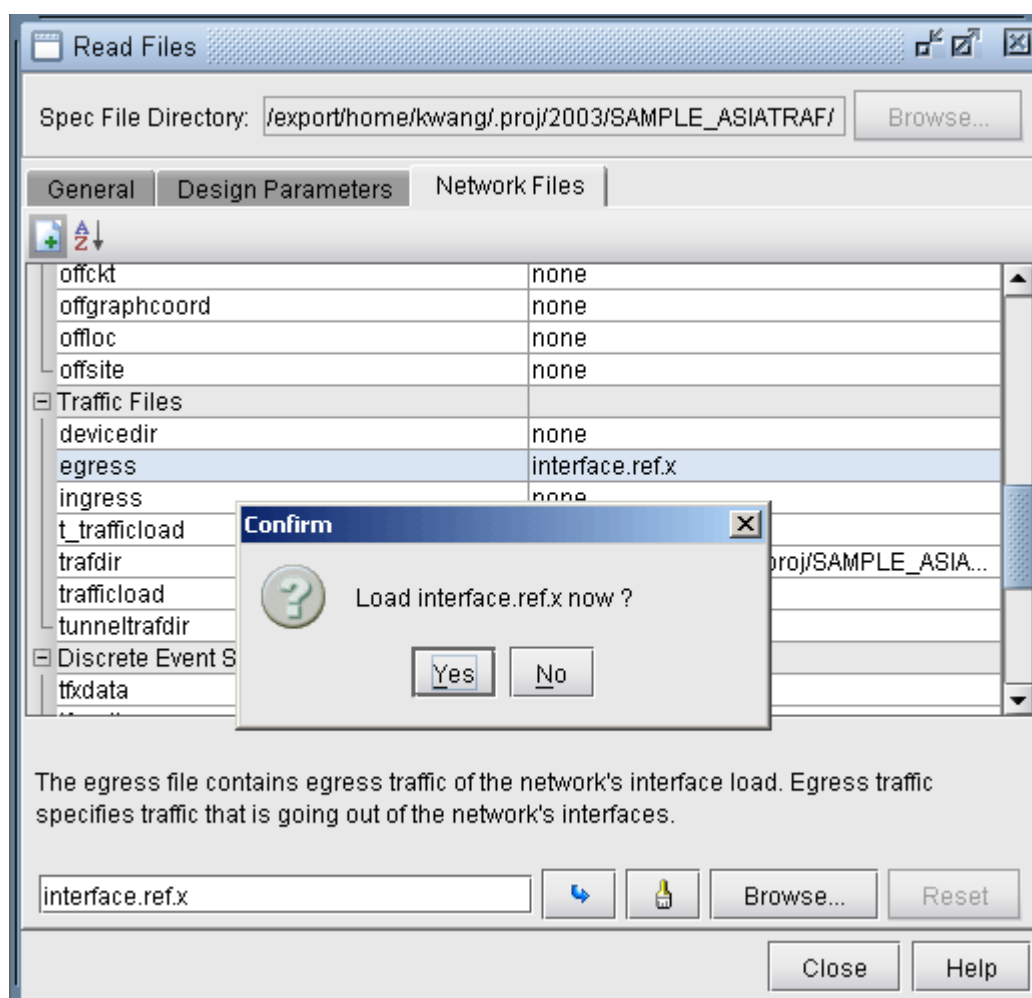 Read Files
Spec File Directory: /export/home/kwang/.proj/2003/SAMPLE_ASIATRAF/ Browse...
General Design Parameters Network Files
offckt none
offgraphcoord none
offloc none
offsite none
Traffic Files
devicedir none
egress interface.ref.x
ingress none
t_trafficload
trafdir proj/SAMPLE_ASIA...
trafficload
tunneltrafdir
Discrete Event S
tfxdata
Confirm
Load interface.ref.x now ?
Yes No
The egress file contains egress traffic of the network's interface load. Egress traffic
specifies traffic that is going out of the network's interfaces.
interface.ref.x Browse... Reset
Close Help